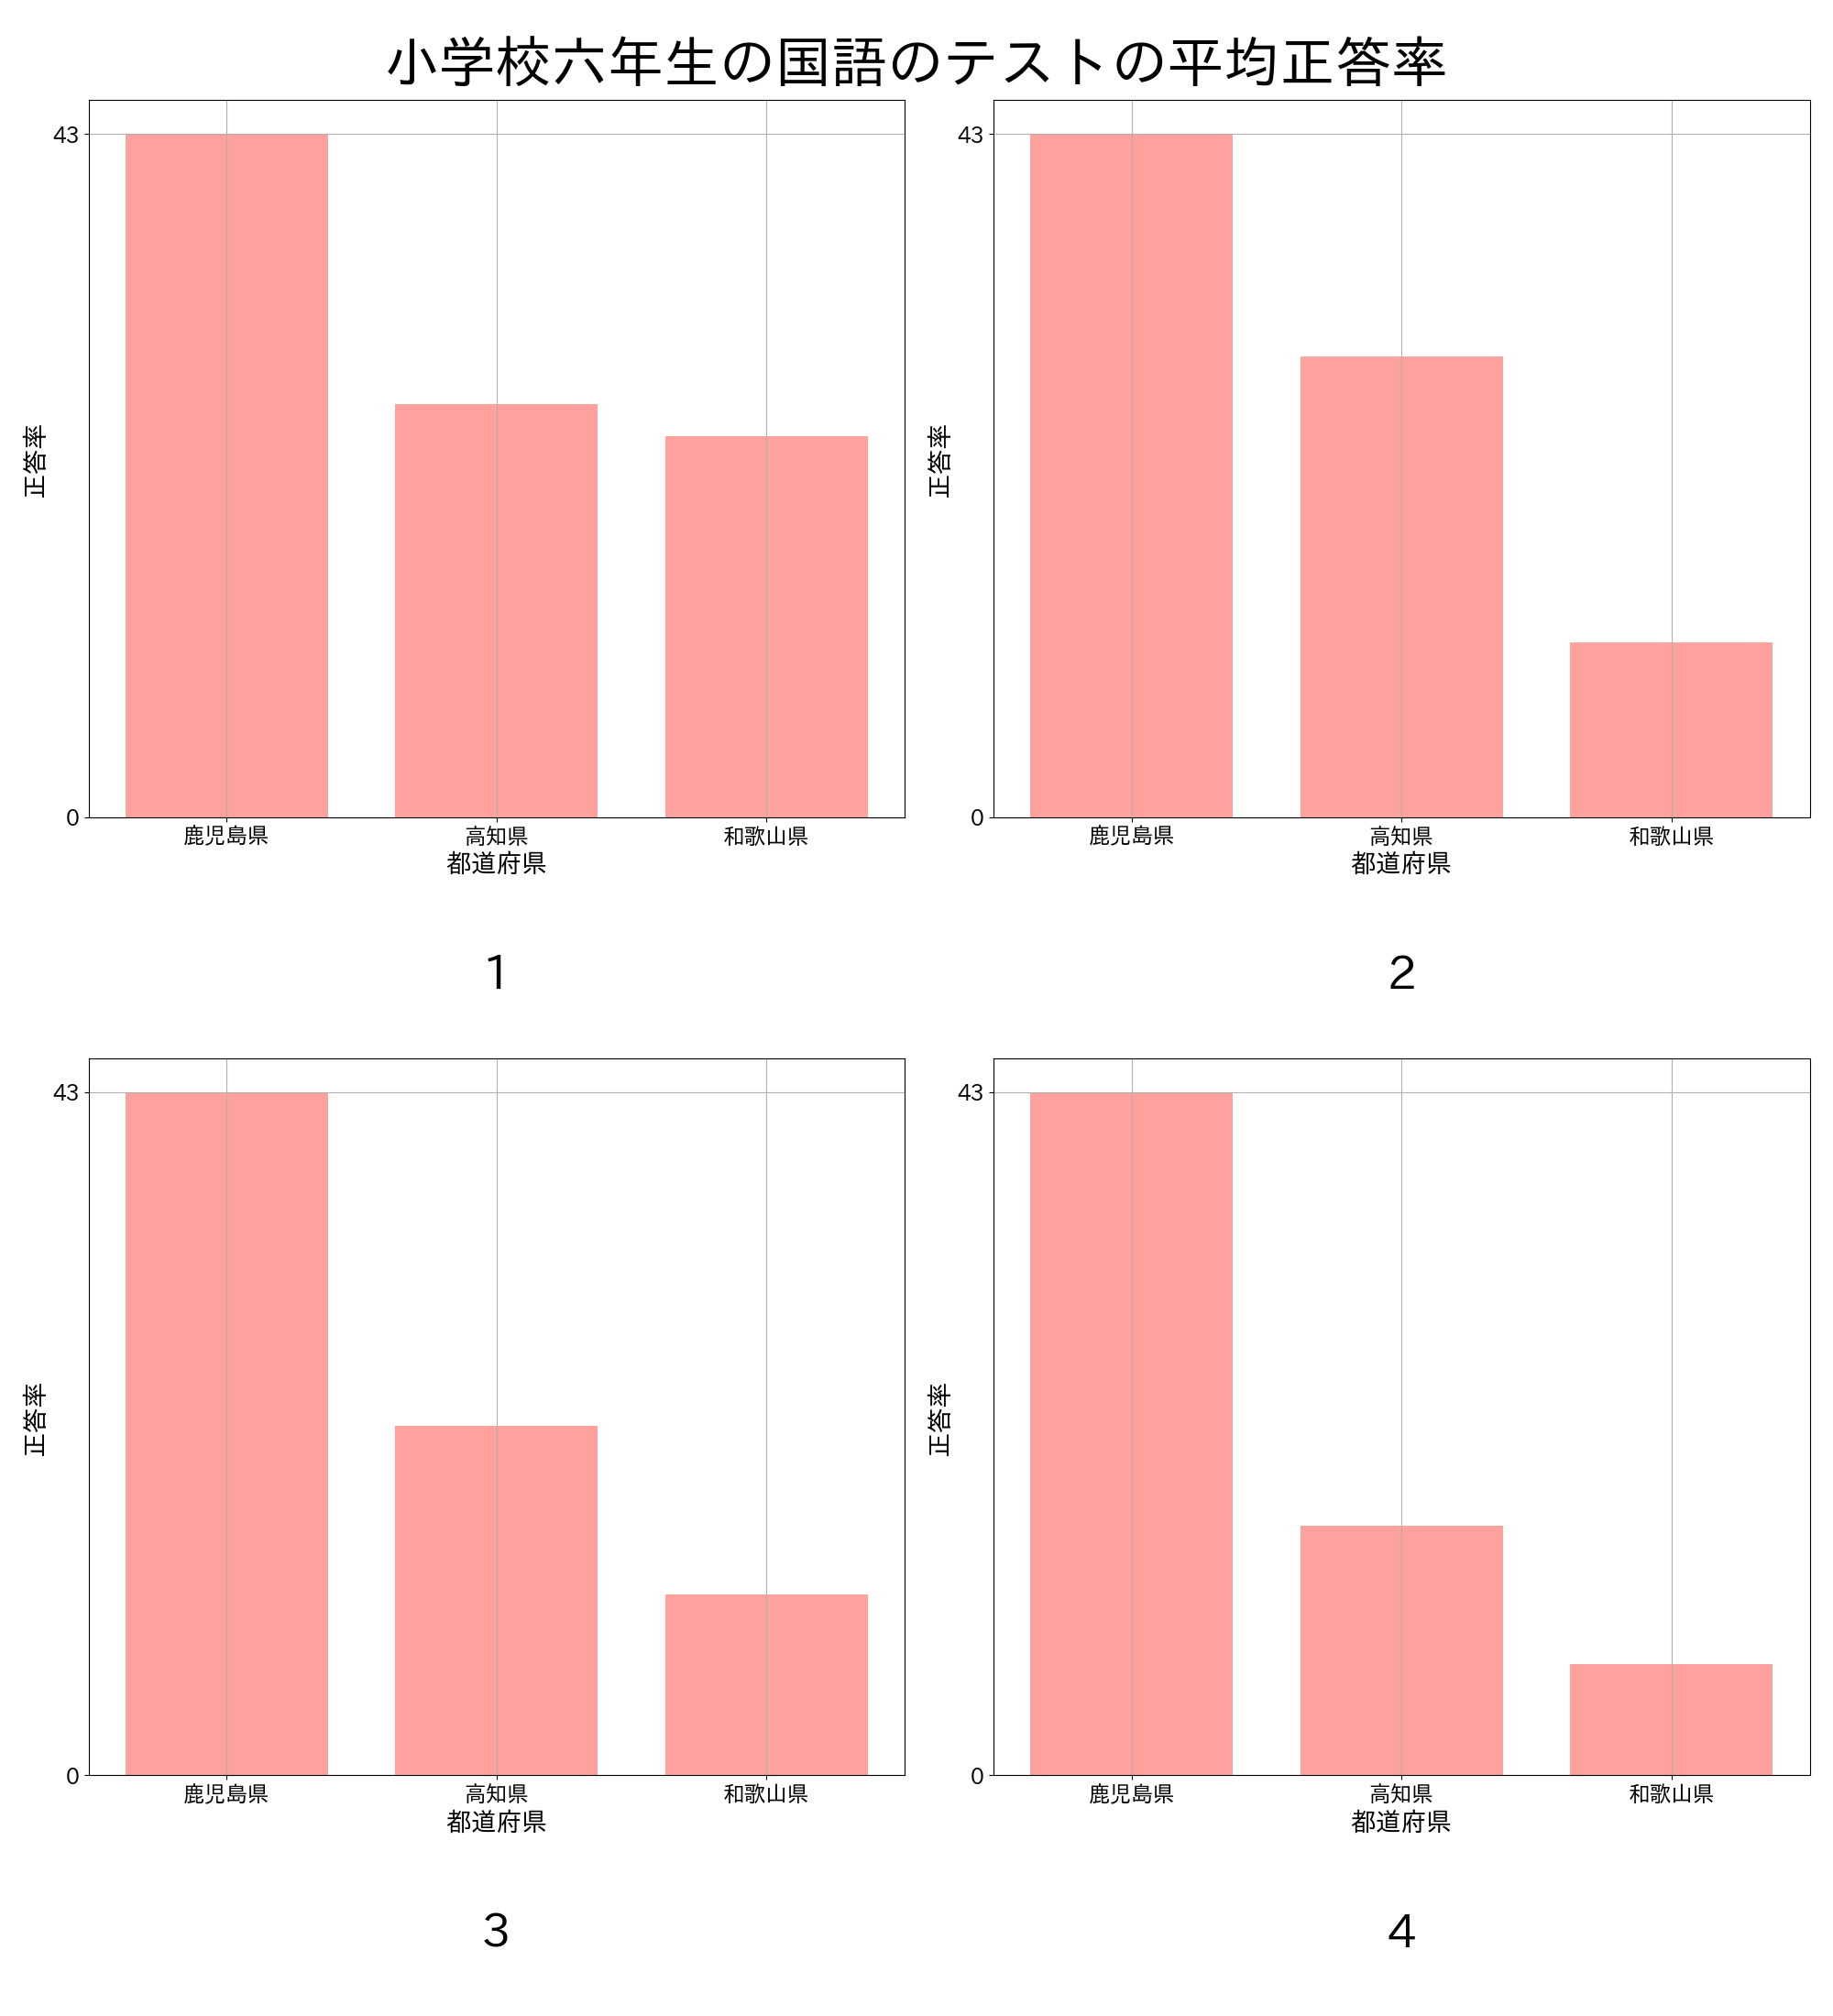 小学校六年生の国語のテストの平均正答率
43
0
正答率
鹿児島県 高知県 和歌山県
都道府県
1
43
0
正答率
鹿児島県 高知県 和歌山県
都道府県
2
43
0
正答率
鹿児島県 高知県 和歌山県
都道府県
3
43
0
正答率
鹿児島県 高知県 和歌山県
都道府県
4